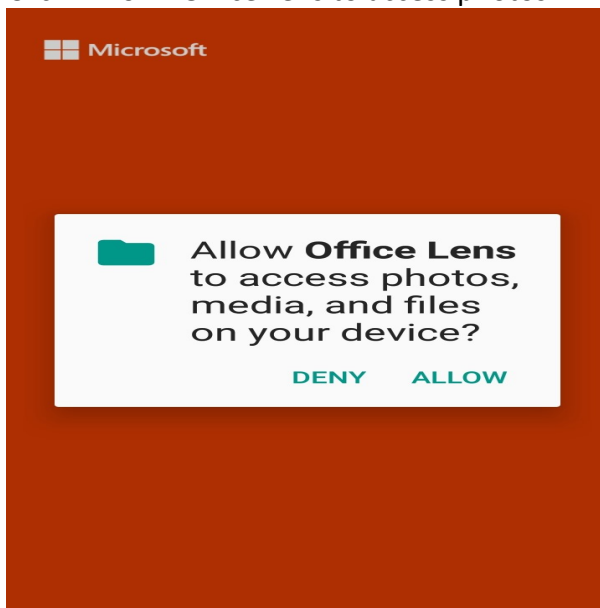 Microsoft
Allow Office Lens
to access photos,
media, and files
on your device?
DENY ALLOW